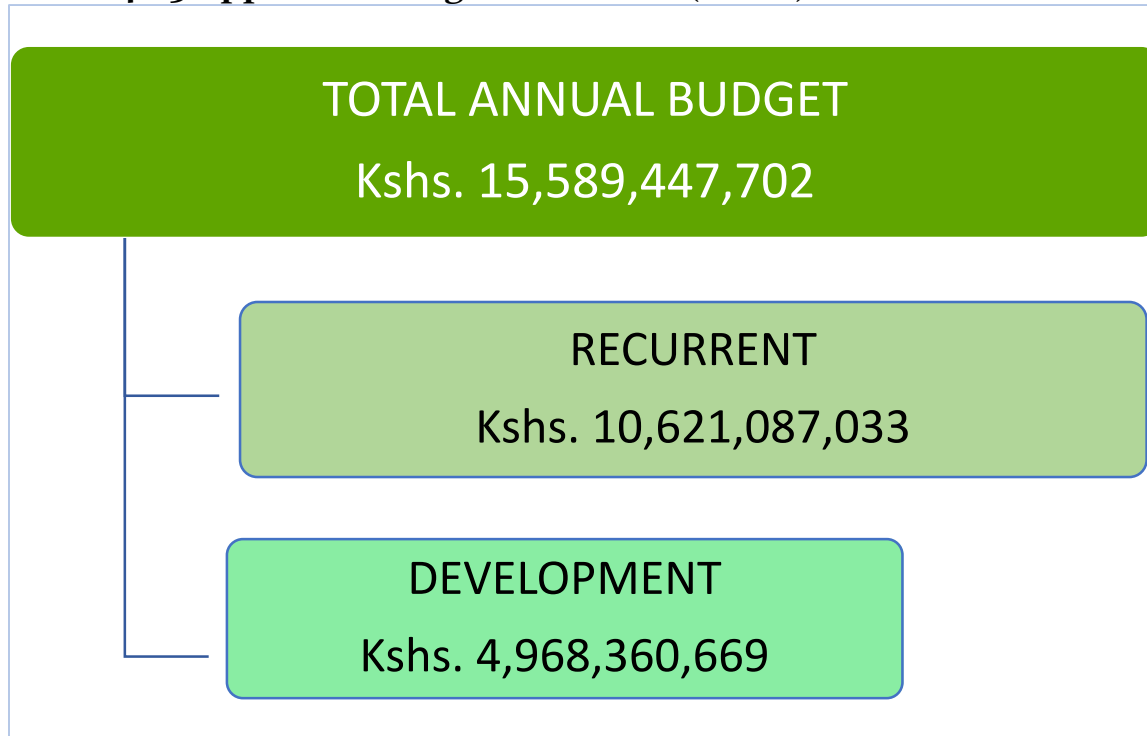 TOTAL ANNUAL BUDGET
Kshs. 15,589,447,702
RECURRENT
Kshs. 10,621,087,033
DEVELOPMENT
Kshs. 4,968,360,669